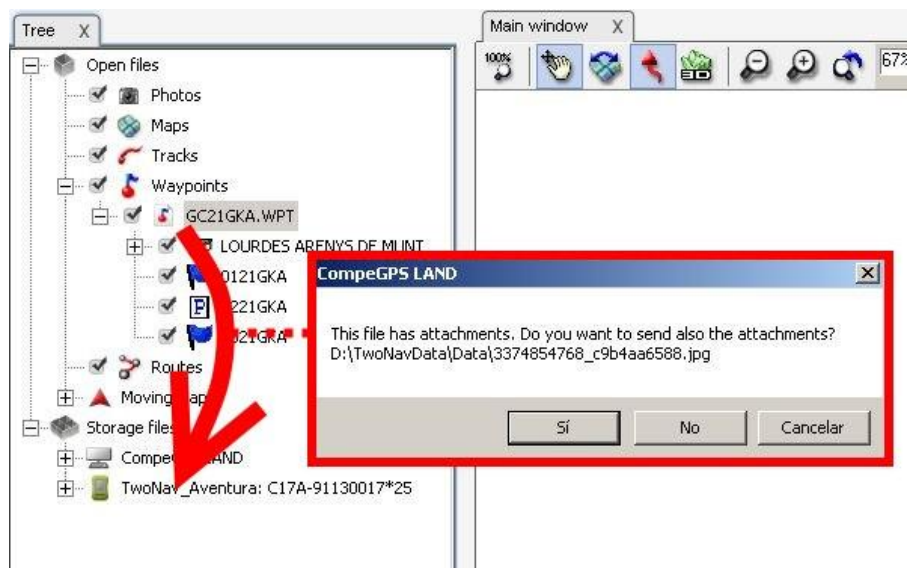 Tree X
Main window X
100%
67%
Open files
Photos
Maps
Tracks
Waypoints
GC21GKA.WPT
LOURDES ARENYS DE MUNT
P
Routes
Moving
Storage files
TwoNav_Aventura: C17A-91130017*25
CompeGPS LAND
This file has attachments. Do you want to send also the attachments?
D:\TwoNavData\Data\3374854768_c9b4aa6588.jpg
Sí No Cancelar